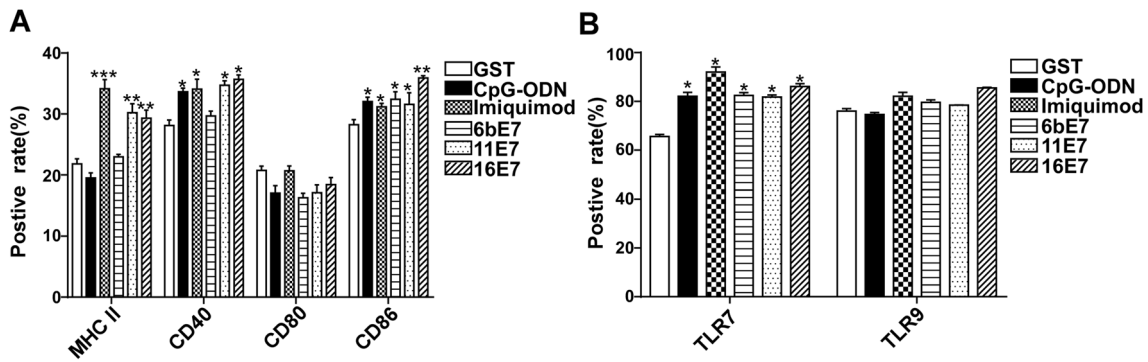 A
Postive rate(%)
40
30
20
10
0
*** ** **
* * * *
* * * * **
MHC II
CD40
CD80
CD86
GST
CpG-ODN
Imiquimod
6bE7
11E7
16E7
B
Postive rate(%)
100
80
60
40
20
0
* * * * *
TLR7
TLR9
GST
CpG-ODN
Imiquimod
6bE7
11E7
16E7